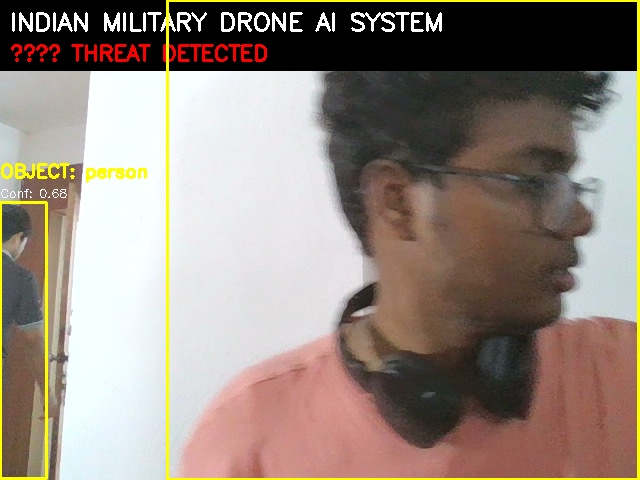 INDIAN MILITARY DRONE AI SYSTEM
???? THREAT DETECTED
OBJECT: person
Conf: 0.68